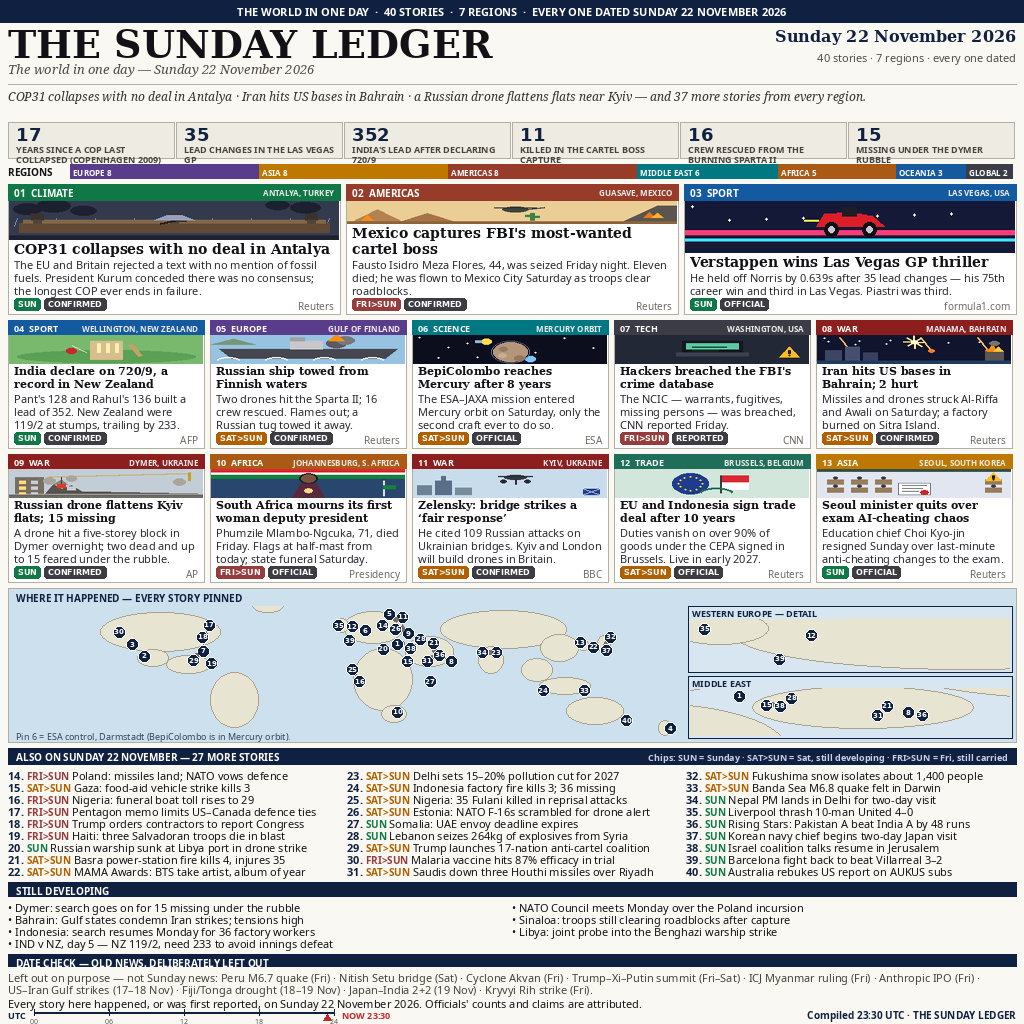 THE WORLD IN ONE DAY · 40 STORIES · 7 REGIONS · EVERY ONE DATED SUNDAY 22 NOVEMBER 2026
THE SUNDAY LEDGER
Sunday 22 November 2026
The world in one day — Sunday 22 November 2026
40 stories · 7 regions · every one dated
COP31 collapses with no deal in Antalya · Iran hits US bases in Bahrain · a Russian drone flattens flats near Kyiv — and 37 more stories from every region.
17
YEARS SINCE A COP LAST
COLLAPSED (COPENHAGEN 2009)
35
LEAD CHANGES IN THE LAS VEGAS
GP
352
INDIA'S LEAD AFTER DECLARING
720/9
11
KILLED IN THE CARTEL BOSS
CAPTURE
16
CREW RESCUED FROM THE
BURNING SPARTA II
15
MISSING UNDER THE DYMER
RUBBLE
REGIONS
EUROPE 8
ASIA 8
AMERICAS 8
MIDDLE EAST 6
AFRICA 5
OCEANIA 3
GLOBAL 2
01 CLIMATE
ANTALYA, TURKEY
COP31 collapses with no deal in Antalya
The EU and Britain rejected a text with no mention of fossil
fuels. President Kurum conceded there was no consensus;
the longest COP ever ends in failure.
SUN CONFIRMED
Reuters
02 AMERICAS
GUASAVE, MEXICO
Mexico captures FBI's most-wanted
cartel boss
Fausto Isidro Meza Flores, 44, was seized Friday night. Eleven
died; he was flown to Mexico City Saturday as troops clear
roadblocks.
FRI>SUN CONFIRMED
Reuters
03 SPORT
LAS VEGAS, USA
Verstappen wins Las Vegas GP thriller
He held off Norris by 0.639s after 35 lead changes — his 75th
career win and third in Las Vegas. Piastri was third.
SUN OFFICIAL
formula1.com
04 SPORT
WELLINGTON, NEW ZEALAND
India declare on 720/9, a
record in New Zealand
Pant's 128 and Rahul's 136 built a
lead of 352. New Zealand were
119/2 at stumps, trailing by 233.
SUN CONFIRMED
AFP
05 EUROPE
GULF OF FINLAND
Russian ship towed from
Finnish waters
Two drones hit the Sparta II; 16
crew rescued. Flames out; a
Russian tug towed it away.
SAT>SUN CONFIRMED
Reuters
06 SCIENCE
MERCURY ORBIT
BepiColombo reaches
Mercury after 8 years
The ESA–JAXA mission entered
Mercury orbit on Saturday, only the
second craft ever to do so.
SAT>SUN OFFICIAL
ESA
07 TECH
WASHINGTON, USA
Hackers breached the FBI's
crime database
The NCIC — warrants, fugitives,
missing persons — was breached,
CNN reported Friday.
FRI>SUN REPORTED
CNN
08 WAR
MANAMA, BAHRAIN
Iran hits US bases in
Bahrain; 2 hurt
Missiles and drones struck Al-Riffa
and Awali on Saturday; a factory
burned on Sitra Island.
SAT>SUN CONFIRMED
Reuters
09 WAR
DYMER, UKRAINE
Russian drone flattens Kyiv
flats; 15 missing
A drone hit a five-storey block in
Dymer overnight; two dead and up
to 15 feared under the rubble.
SUN CONFIRMED
AP
10 AFRICA
JOHANNESBURG, S. AFRICA
South Africa mourns its first
woman deputy president
Phumzile Mlambo-Ngcuka, 71, died
Friday. Flags at half-mast from
today; state funeral Saturday.
FRI>SUN OFFICIAL
Presidency
11 WAR
KYIV, UKRAINE
Zelensky: bridge strikes a
‘fair response’
He cited 109 Russian attacks on
Ukrainian bridges. Kyiv and London
will build drones in Britain.
SAT>SUN CONFIRMED
BBC
12 TRADE
BRUSSELS, BELGIUM
EU and Indonesia sign trade
deal after 10 years
Duties vanish on over 90% of
goods under the CEPA signed in
Brussels. Live in early 2027.
SAT>SUN OFFICIAL
Reuters
13 ASIA
SEOUL, SOUTH KOREA
Seoul minister quits over
exam AI-cheating chaos
Education chief Choi Kyo-jin
resigned Sunday over last-minute
anti-cheating changes to the exam.
SUN OFFICIAL
Reuters
WHERE IT HAPPENED — EVERY STORY PINNED
WESTERN EUROPE — DETAIL
MIDDLE EAST
Pin 6 = ESA control, Darmstadt (BepiColombo is in Mercury orbit).
ALSO ON SUNDAY 22 NOVEMBER — 27 MORE STORIES
Chips: SUN = Sunday · SAT>SUN = Sat, still developing · FRI>SUN = Fri, still carried
14. FRI>SUN Poland: missiles land; NATO vows defence
15. SAT>SUN Gaza: food-aid vehicle strike kills 3
16. FRI>SUN Nigeria: funeral boat toll rises to 29
17. FRI>SUN Pentagon memo limits US–Canada defence ties
18. FRI>SUN Trump orders contractors to report Congress
19. FRI>SUN Haiti: three Salvadoran troops die in blast
20. SUN Russian warship sunk at Libya port in drone strike
21. SAT>SUN Basra power-station fire kills 4, injures 35
22. SAT>SUN MAMA Awards: BTS take artist, album of year
23. SAT>SUN Delhi sets 15–20% pollution cut for 2027
24. SAT>SUN Indonesia factory fire kills 3; 36 missing
25. SAT>SUN Nigeria: 35 Fulani killed in reprisal attacks
26. SAT>SUN Estonia: NATO F-16s scrambled for drone alert
27. SUN Somalia: UAE envoy deadline expires
28. SUN Lebanon seizes 264kg of explosives from Syria
29. SAT>SUN Trump launches 17-nation anti-cartel coalition
30. FRI>SUN Malaria vaccine hits 87% efficacy in trial
31. SAT>SUN Saudis down three Houthi missiles over Riyadh
32. SAT>SUN Fukushima snow isolates about 1,400 people
33. SAT>SUN Banda Sea M6.8 quake felt in Darwin
34. SUN Nepal PM lands in Delhi for two-day visit
35. SUN Liverpool thrash 10-man United 4–0
36. SUN Rising Stars: Pakistan A beat India A by 48 runs
37. SUN Korean navy chief begins two-day Japan visit
38. SUN Israel coalition talks resume in Jerusalem
39. SUN Barcelona fight back to beat Villarreal 3–2
40. SUN Australia rebukes US report on AUKUS subs
STILL DEVELOPING
• Dymer: search goes on for 15 missing under the rubble
• Bahrain: Gulf states condemn Iran strikes; tensions high
• Indonesia: search resumes Monday for 36 factory workers
• IND v NZ, day 5 — NZ 119/2, need 233 to avoid innings defeat
• NATO Council meets Monday over the Poland incursion
• Sinaloa: troops still clearing roadblocks after capture
• Libya: joint probe into the Benghazi warship strike
DATE CHECK — OLD NEWS, DELIBERATELY LEFT OUT
Left out on purpose — not Sunday news: Peru M6.7 quake (Fri) · Nitish Setu bridge (Sat) · Cyclone Akvan (Fri) · Trump–Xi–Putin summit (Fri–Sat) · ICJ Myanmar ruling (Fri) · Anthropic IPO (Fri) ·
US–Iran Gulf strikes (17–18 Nov) · Fiji/Tonga drought (18–19 Nov) · Japan–India 2+2 (19 Nov) · Kryvyi Rih strike (Fri).
Every story here happened, or was first reported, on Sunday 22 November 2026. Officials' counts and claims are attributed.
UTC
00 06 12 18 24
NOW 23:30
Compiled 23:30 UTC · THE SUNDAY LEDGER